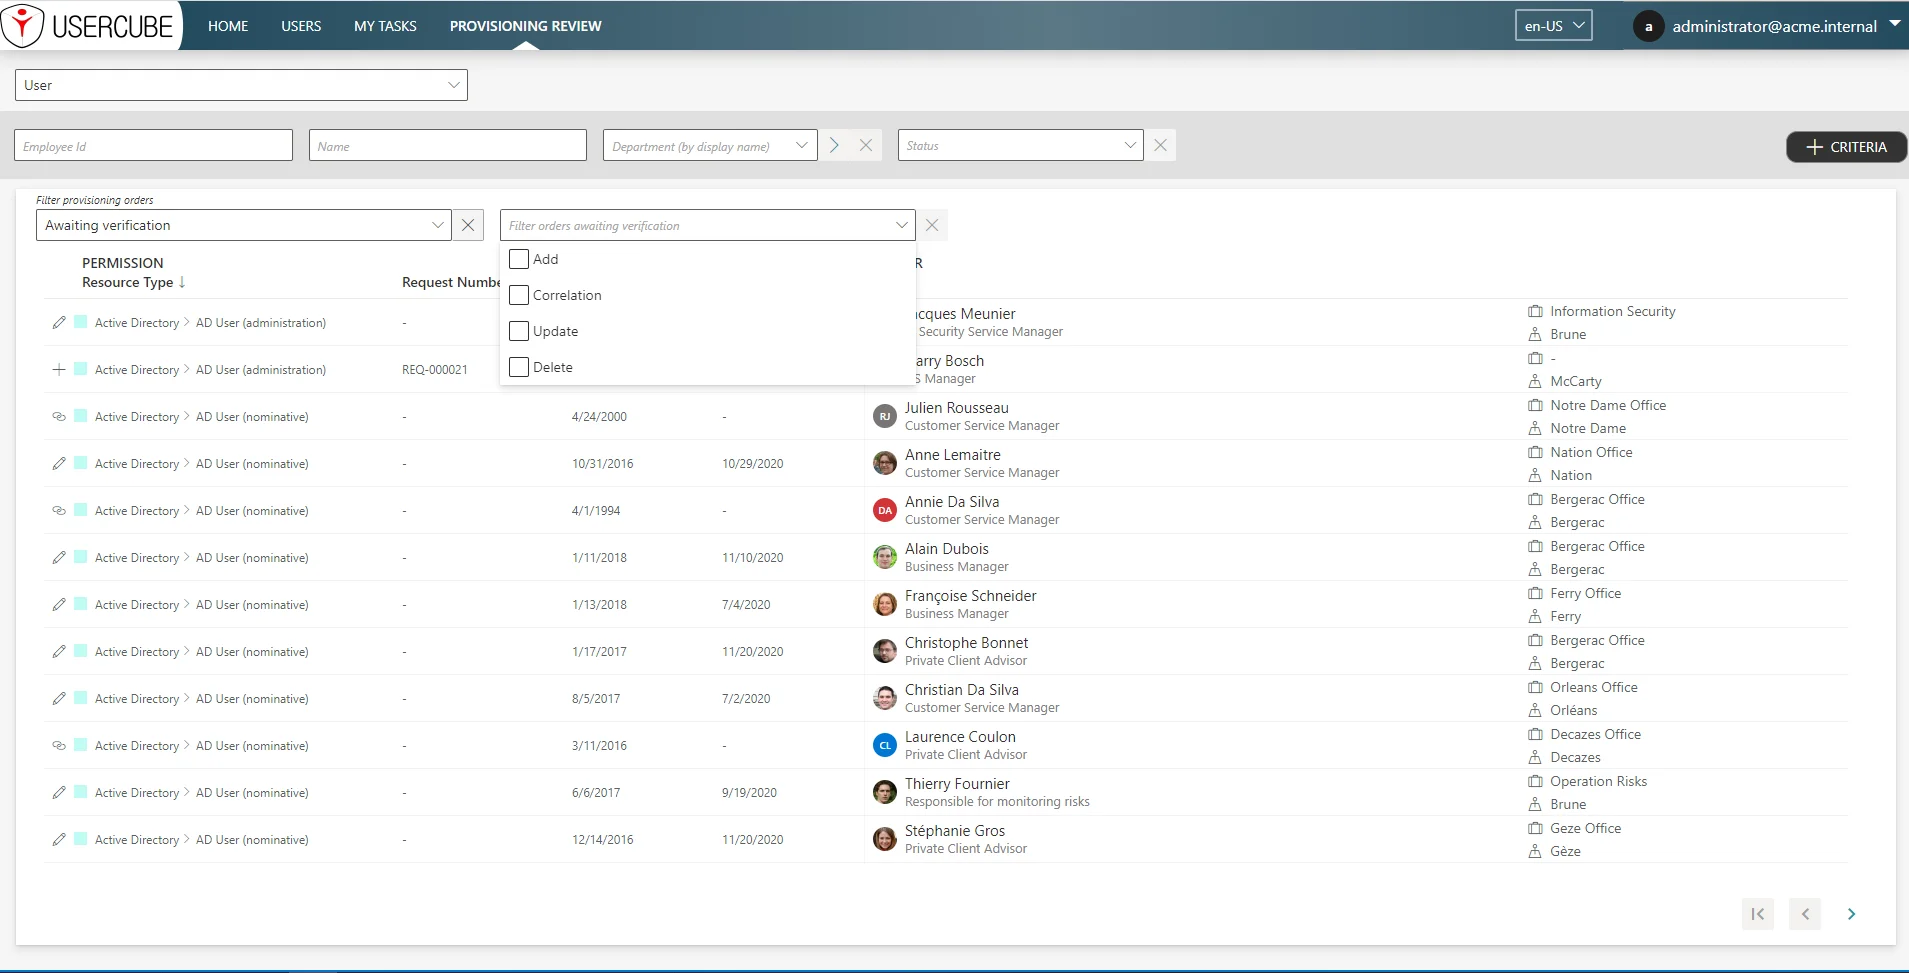 USERCUBE HOME USERS MY TASKS PROVISIONING REVIEW en-US a administrator@acme.internal
User
Employee Id Name Department (by display name) Status CRITERIA
Filter provisioning orders
Awaiting verification Filter orders awaiting verification
Add
Correlation
Update
Delete
PERMISSION R
Resource Type Request Numbe
Active Directory AD User (administration) - cques Meunier Information Security
Security Service Manager Brune
Active Directory AD User (administration) REQ-000021 arry Bosch -
S Manager McCarty
Active Directory AD User (nominative) - 4/24/2000 - RJ Julien Rousseau Notre Dame Office
Customer Service Manager Notre Dame
Active Directory AD User (nominative) - 10/31/2016 10/29/2020 Anne Lemaitre Nation Office
Customer Service Manager Nation
Active Directory AD User (nominative) - 4/1/1994 - DA Annie Da Silva Bergerac Office
Customer Service Manager Bergerac
Active Directory AD User (nominative) - 1/11/2018 11/10/2020 Alain Dubois Bergerac Office
Business Manager Bergerac
Active Directory AD User (nominative) - 1/13/2018 7/4/2020 Françoise Schneider Ferry Office
Business Manager Ferry
Active Directory AD User (nominative) - 1/17/2017 11/20/2020 Christophe Bonnet Bergerac Office
Private Client Advisor Bergerac
Active Directory AD User (nominative) - 8/5/2017 7/2/2020 Christian Da Silva Orleans Office
Customer Service Manager Orléans
Active Directory AD User (nominative) - 3/11/2016 - CL Laurence Coulon Decazes Office
Private Client Advisor Decazes
Active Directory AD User (nominative) - 6/6/2017 9/19/2020 Thierry Fournier Operation Risks
Responsible for monitoring risks Brune
Active Directory AD User (nominative) - 12/14/2016 11/20/2020 Stéphanie Gros Geze Office
Private Client Advisor Gèze